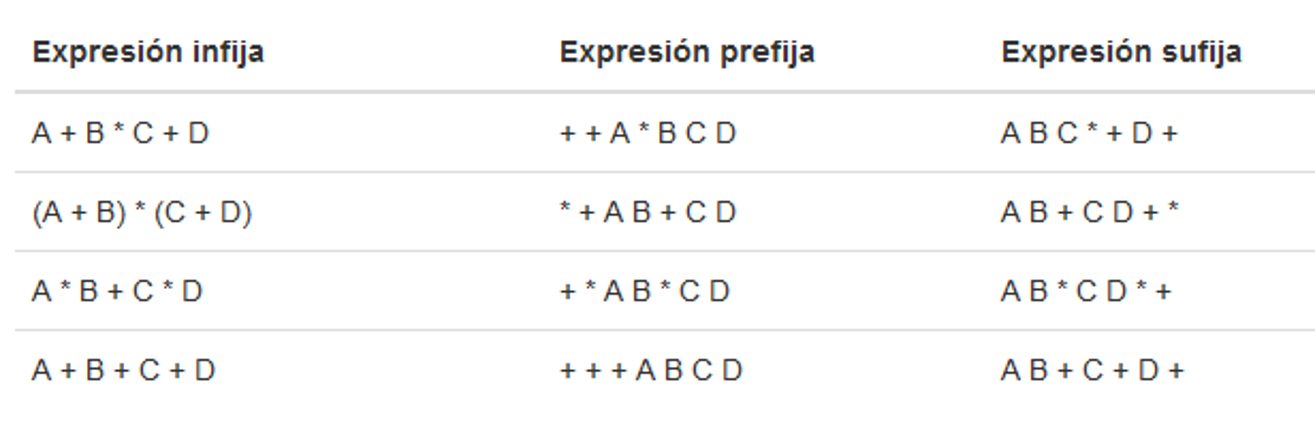 Expresión infija Expresión prefija Expresión sufija
A + B * C + D + + A * B C D A B C * + D +
(A + B) * (C + D) * + A B + C D A B + C D + *
A * B + C * D + * A B * C D A B * C D * +
A + B + C + D + + + A B C D A B + C + D +